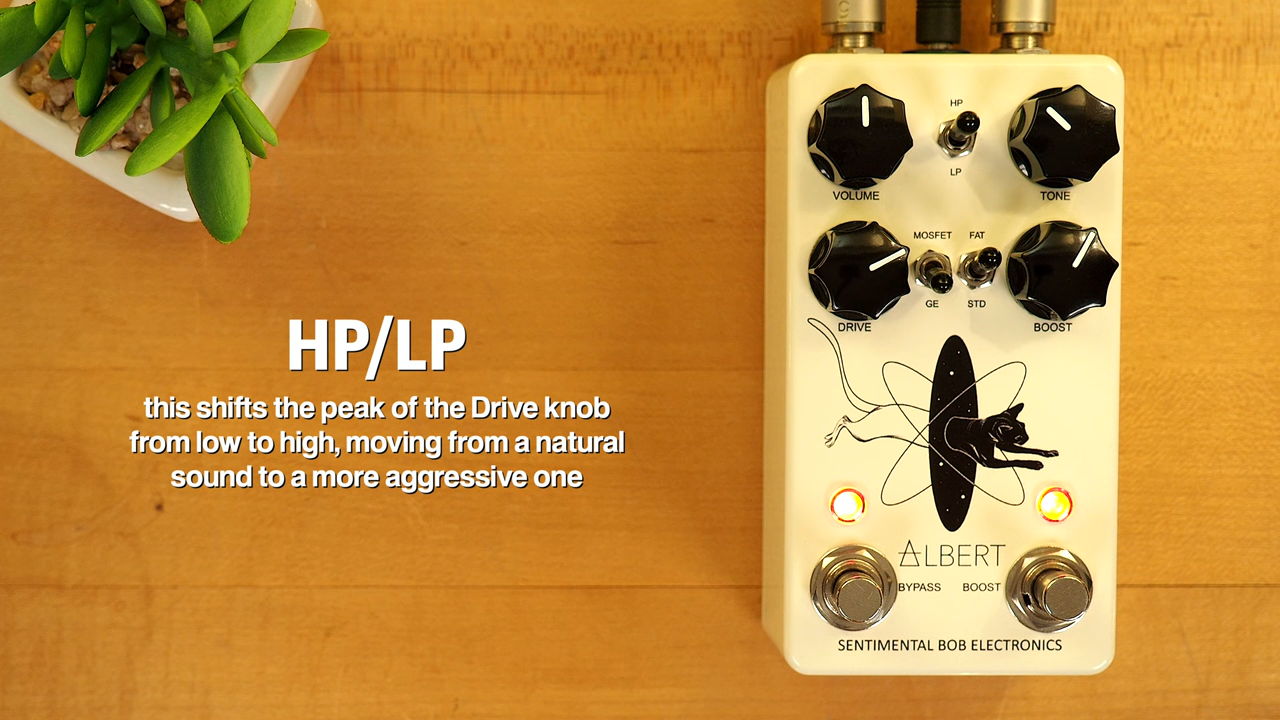 HP/LP
this shifts the peak of the Drive knob
from low to high, moving from a natural
sound to a more aggressive one
HP
LP
VOLUME
TONE
MOSFET FAT
GE STD
DRIVE
BOOST
ALBERT
BYPASS BOOST
SENTIMENTAL BOB ELECTRONICS